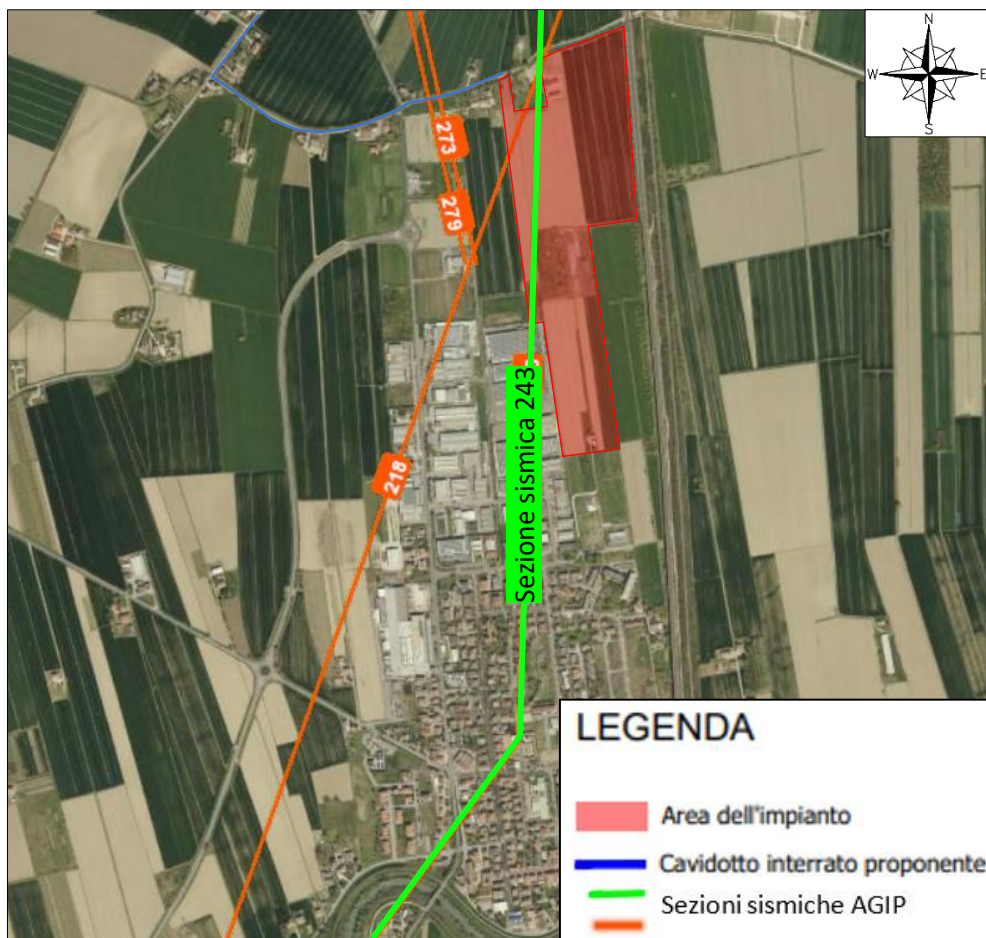 N
W
E
S
273
279
218
Sezione sismica 243
LEGENDA
Area dell'impianto
Cavidotto interrato proponente
Sezioni sismiche AGIP